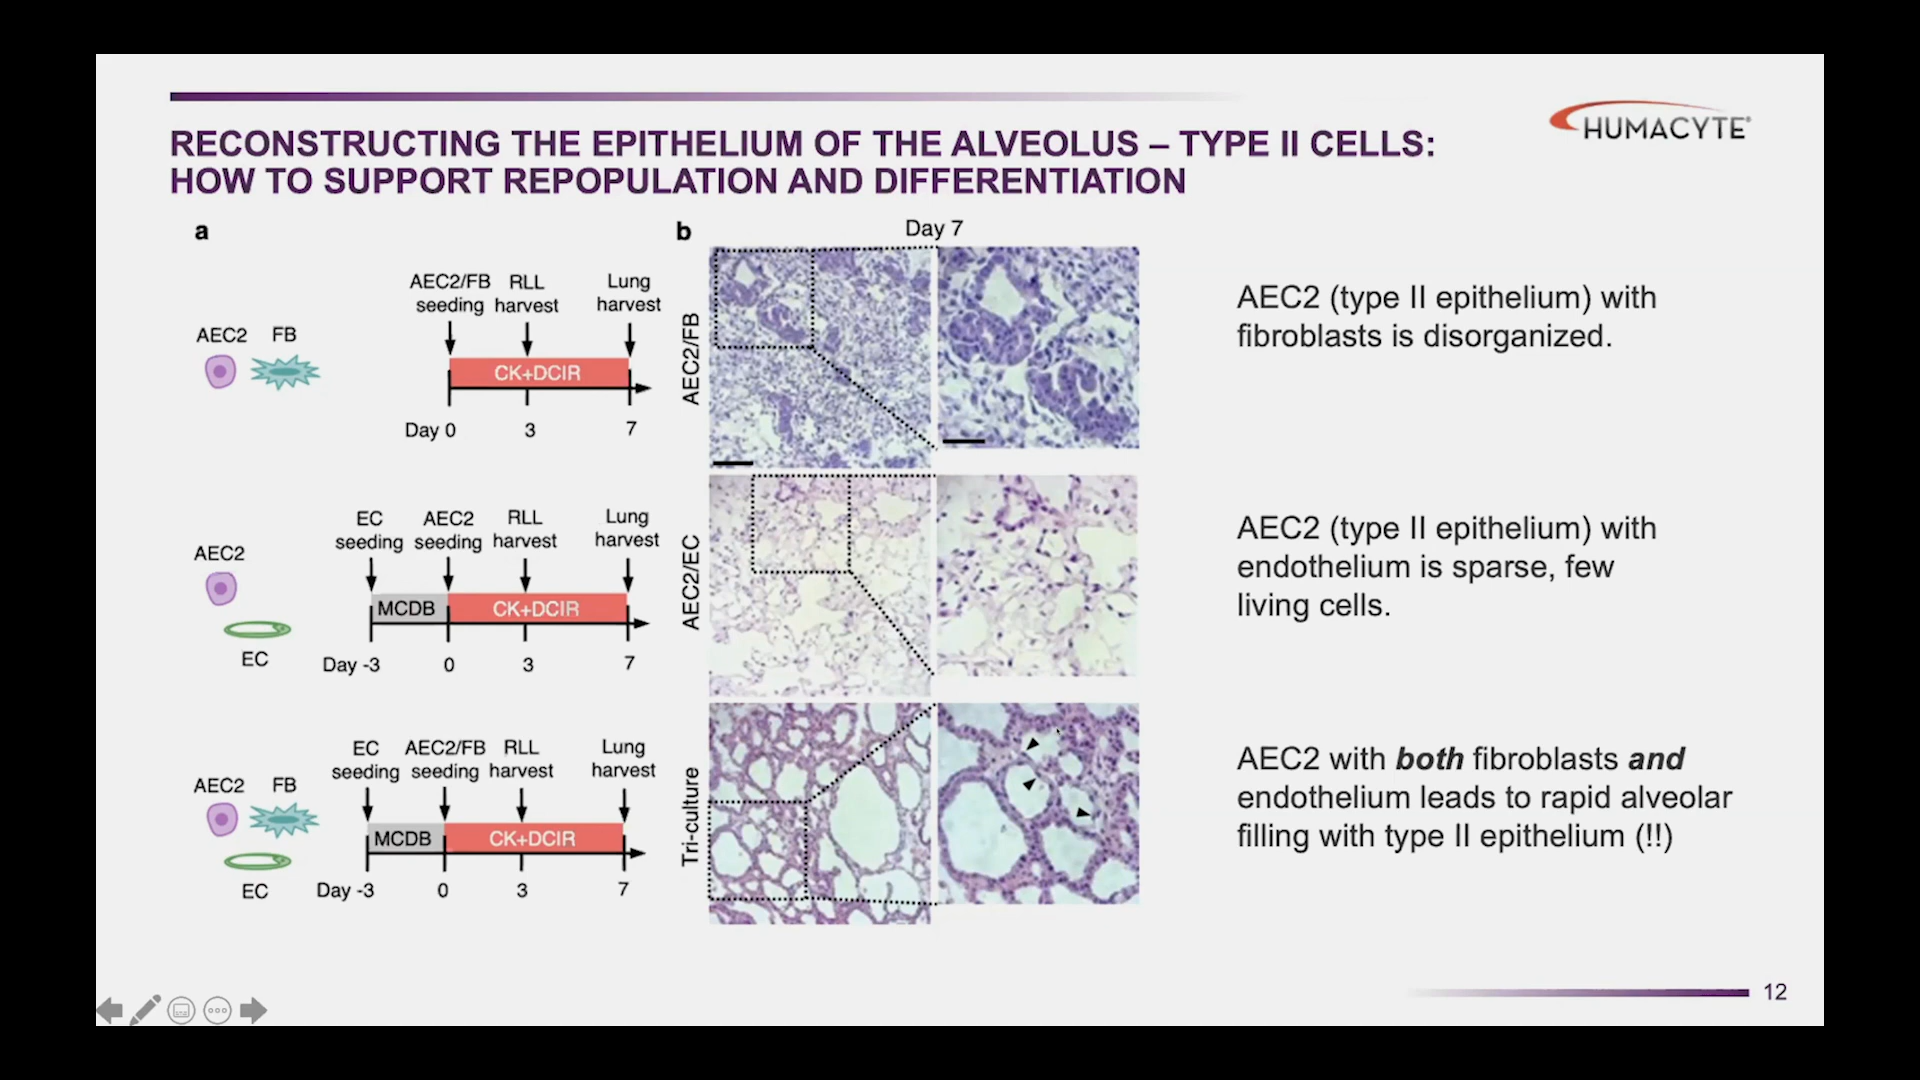 HUMACYTE®
RECONSTRUCTING THE EPITHELIUM OF THE ALVEOLUS – TYPE II CELLS:
HOW TO SUPPORT REPOPULATION AND DIFFERENTIATION
a
AEC2 FB
AEC2/FB seeding
RLL harvest
Lung harvest
CK+DCIR
Day 0 3 7
AEC2
EC
EC seeding
AEC2 seeding
RLL harvest
Lung harvest
MCDB CK+DCIR
Day -3 0 3 7
AEC2 FB
EC
EC seeding
AEC2/FB seeding
RLL harvest
Lung harvest
MCDB CK+DCIR
Day -3 0 3 7
b
Day 7
AEC2/FB
AEC2/EC
Tri-culture
AEC2 (type II epithelium) with
fibroblasts is disorganized.
AEC2 (type II epithelium) with
endothelium is sparse, few
living cells.
AEC2 with both fibroblasts and
endothelium leads to rapid alveolar
filling with type II epithelium (!!)
12